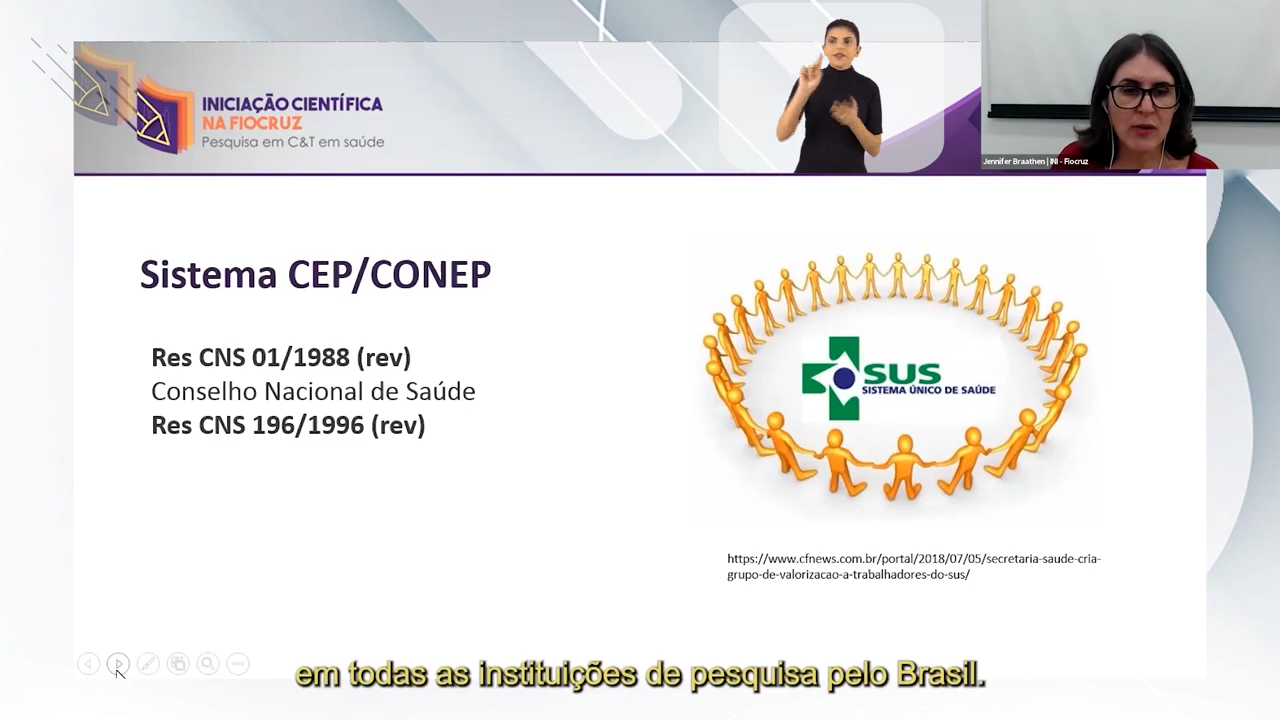 INICIAÇÃO CIENTÍFICA
NA FIOCRUZ
Pesquisa em C&T em saúde
Jennifer Braathen | INI - Fiocruz
Sistema CEP/CONEP
Res CNS 01/1988 (rev)
Conselho Nacional de Saúde
Res CNS 196/1996 (rev)
SUS
SISTEMA ÚNICO DE SAÚDE
https://www.cfnews.com.br/portal/2018/07/05/secretaria-saude-cria-
grupo-de-valorizacao-a-trabalhadores-do-sus/
em todas as instituições de pesquisa pelo Brasil.